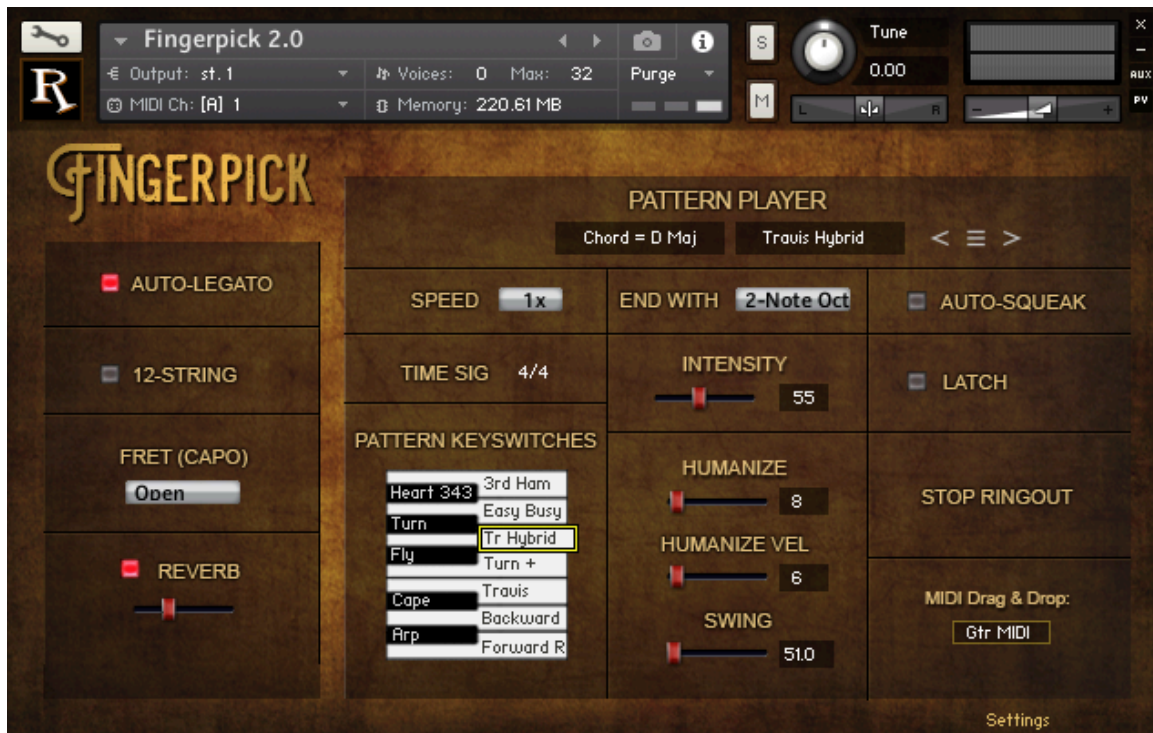 Fingerpick 2.0
Output: st.1
Voices: 0 Max: 32
Purge
MIDI Ch: [A] 1
Memory: 220.61 MB
R
S
M
Tune
0.00
L R
- +
x
-
AUX
PV
FINGERPICK
AUTO-LEGATO
12-STRING
FRET (CAPO)
Open
REVERB
PATTERN PLAYER
Chord = D Maj Travis Hybrid < ≡ >
SPEED 1x
END WITH 2-Note Oct
AUTO-SQUEAK
TIME SIG 4/4
INTENSITY
55
LATCH
PATTERN KEYSWITCHES
3rd Ham
Heart 343
Easy Busy
Turn
Tr Hybrid
Fly
Turn +
Travis
Cape
Backward
Arp
Forward R
HUMANIZE
8
HUMANIZE VEL
6
SWING
51.0
STOP RINGOUT
MIDI Drag & Drop:
Gtr MIDI
Settings